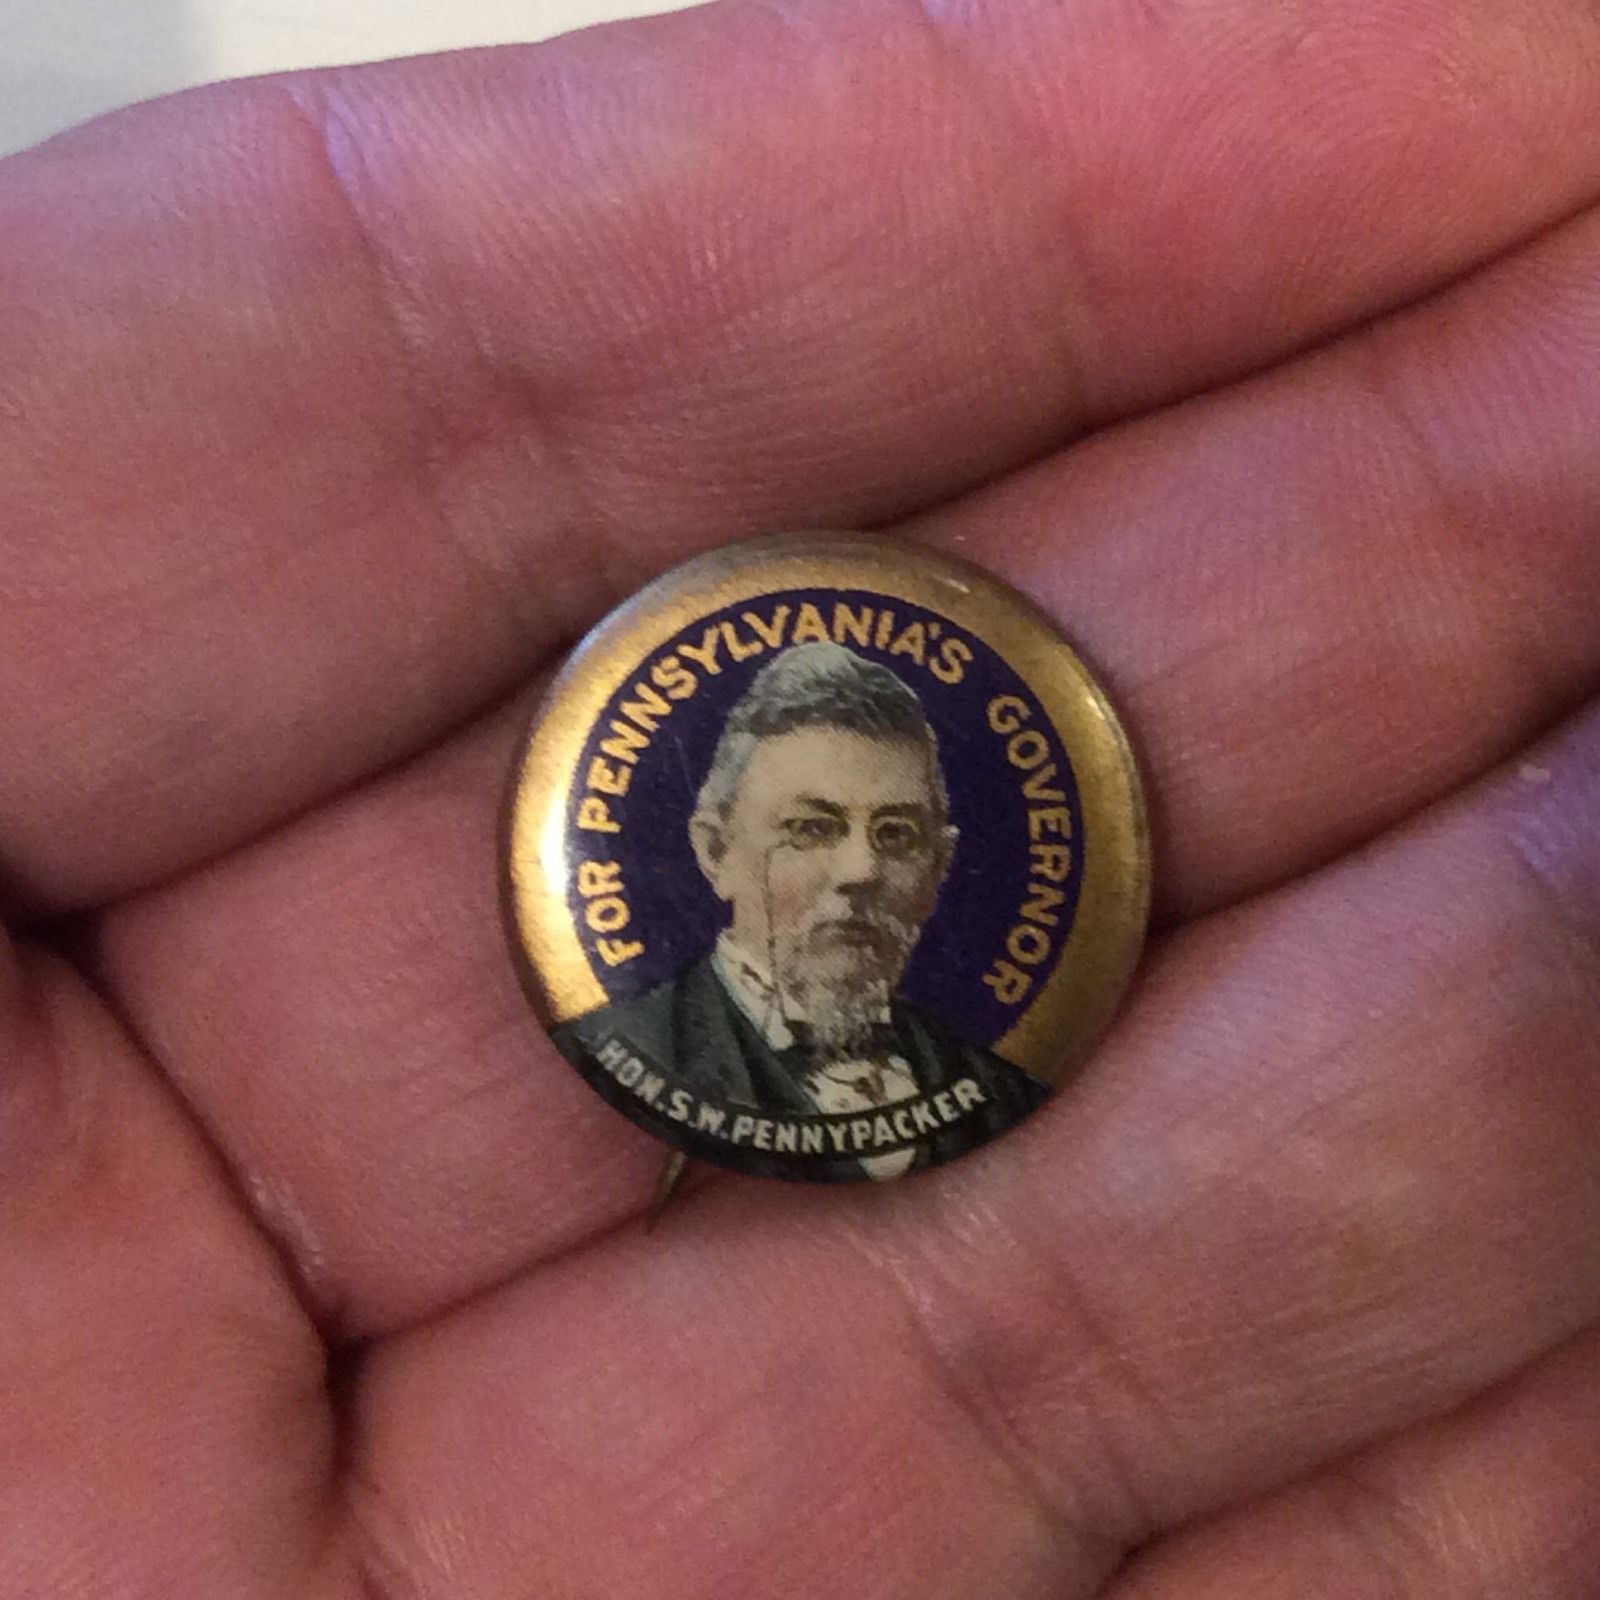 FOR PENNSYLVANIA'S GOVERNOR
HON. S. W. PENNYPACKER